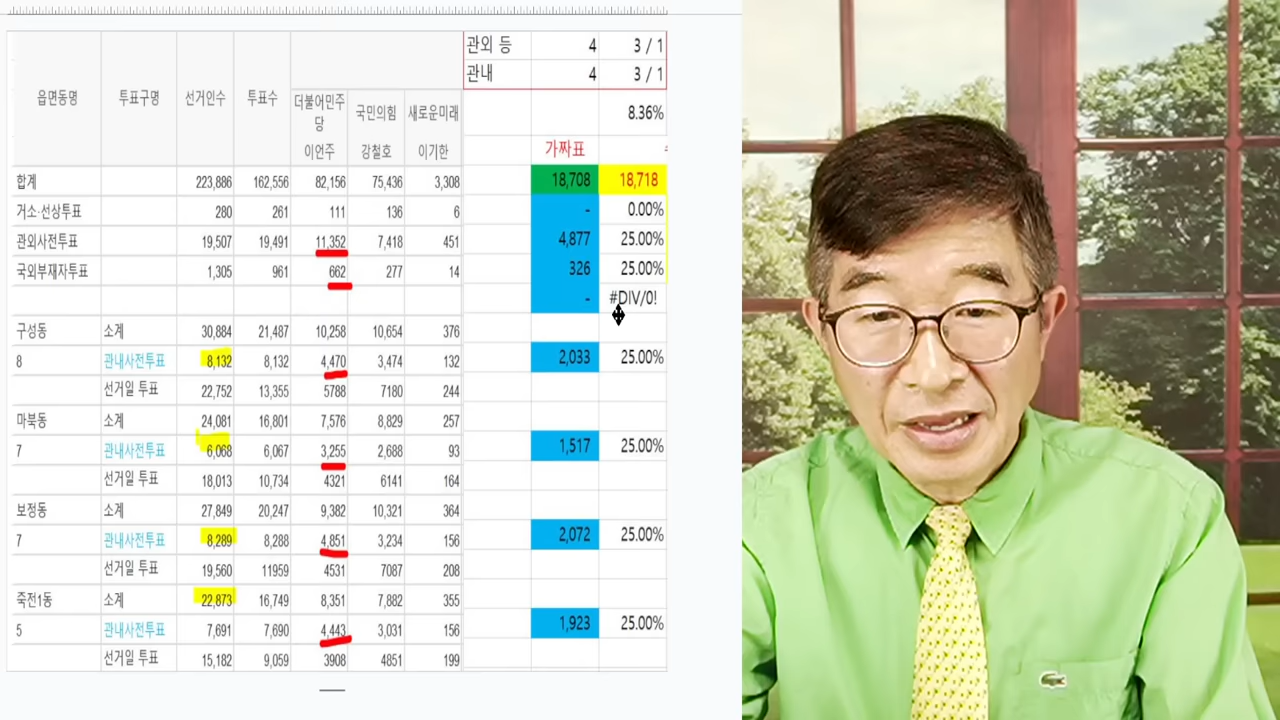 관외 등 4 3 / 1
관내 4 3 / 1
읍면동명 투표구명 선거인수 투표수 더불어민주당 이언주 국민의힘 강철호 새로운미래 이기한 8.36%
가짜표
합계 223,886 162,556 82,156 75,436 3,308 18,708 18,718
거소·선상투표 280 261 111 136 6 - 0.00%
관외사전투표 19,507 19,491 11,352 7,418 451 4,877 25.00%
국외부재자투표 1,305 961 662 277 14 326 25.00%
- #DIV/0!
구성동 소계 30,884 21,487 10,258 10,654 376
8 관내사전투표 8,132 8,132 4,470 3,474 132 2,033 25.00%
선거일 투표 22,752 13,355 5788 7180 244
마북동 소계 24,081 16,801 7,576 8,829 257
7 관내사전투표 6,068 6,067 3,255 2,688 93 1,517 25.00%
선거일 투표 18,013 10,734 4321 6141 164
보정동 소계 27,849 20,247 9,382 10,321 364
7 관내사전투표 8,289 8,288 4,851 3,234 156 2,072 25.00%
선거일 투표 19,560 11959 4531 7087 208
죽전1동 소계 22,873 16,749 8,351 7,882 355
5 관내사전투표 7,691 7,690 4,443 3,031 156 1,923 25.00%
선거일 투표 15,182 9,059 3908 4851 199